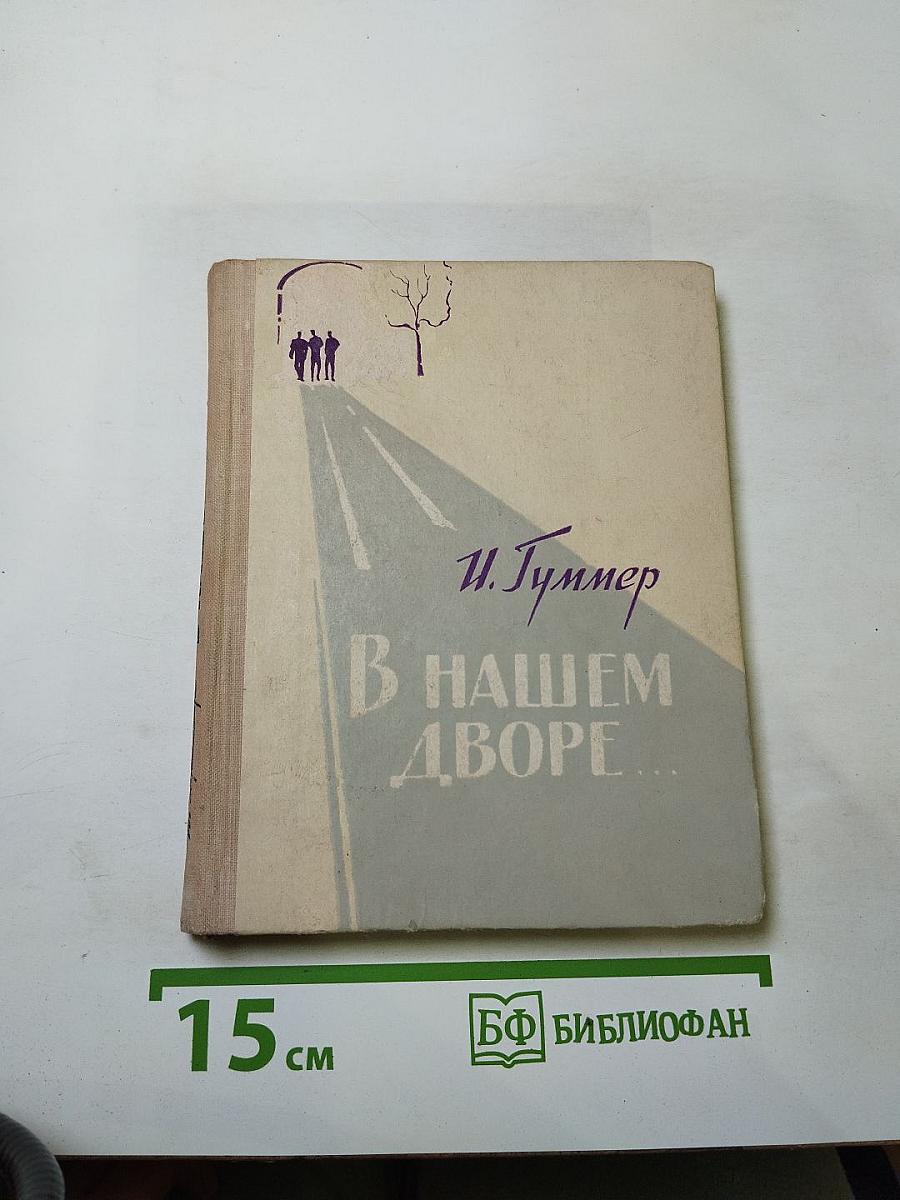 И. Гуммер
В НАШЕМ
ДВОРЕ...
15 см
БФ БИБЛИОФАН